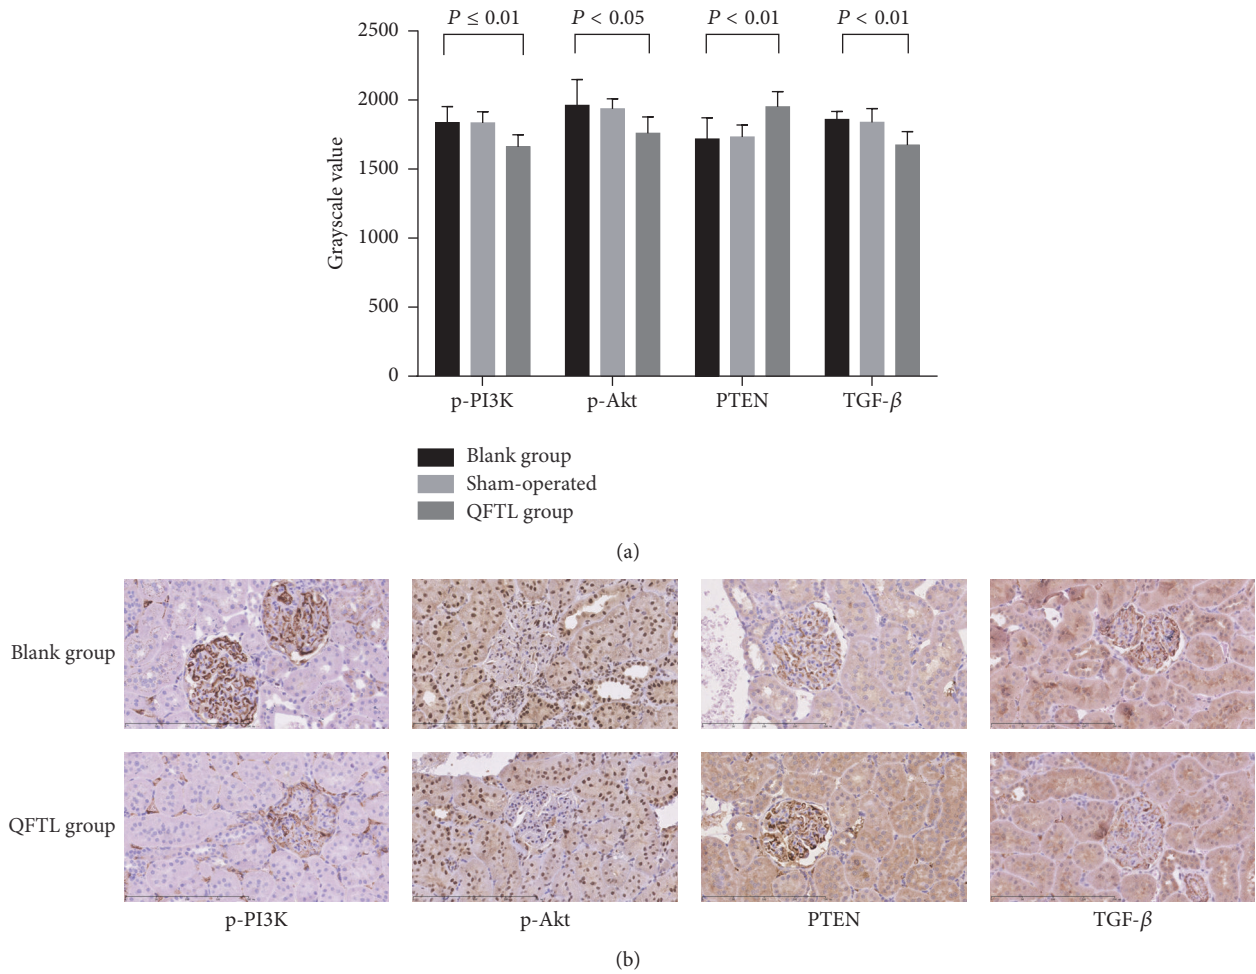 P ≤ 0.01 P < 0.05 P < 0.01 P < 0.01
2500
2000
1500
1000
500
0
Grayscale value
p-PI3K p-Akt PTEN TGF-β
Blank group
Sham-operated
QFTL group
(a)
Blank group
QFTL group
p-PI3K p-Akt PTEN TGF-β
(b)